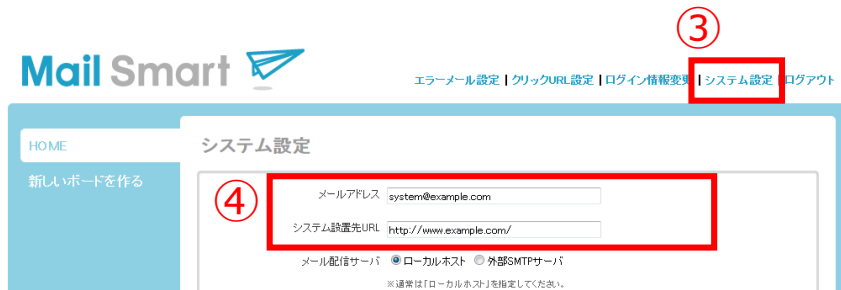 ③
Mail Smart
エラーメール設定 | クリックURL設定 | ログイン情報変更 | システム設定 | ログアウト
HOME
新しいボードを作る
システム設定
④
メールアドレス system@example.com
システム設置先URL http://www.example.com/
メール配信サーバ ローカルホスト 外部SMTPサーバ
※通常は「ローカルホスト」を指定してください。